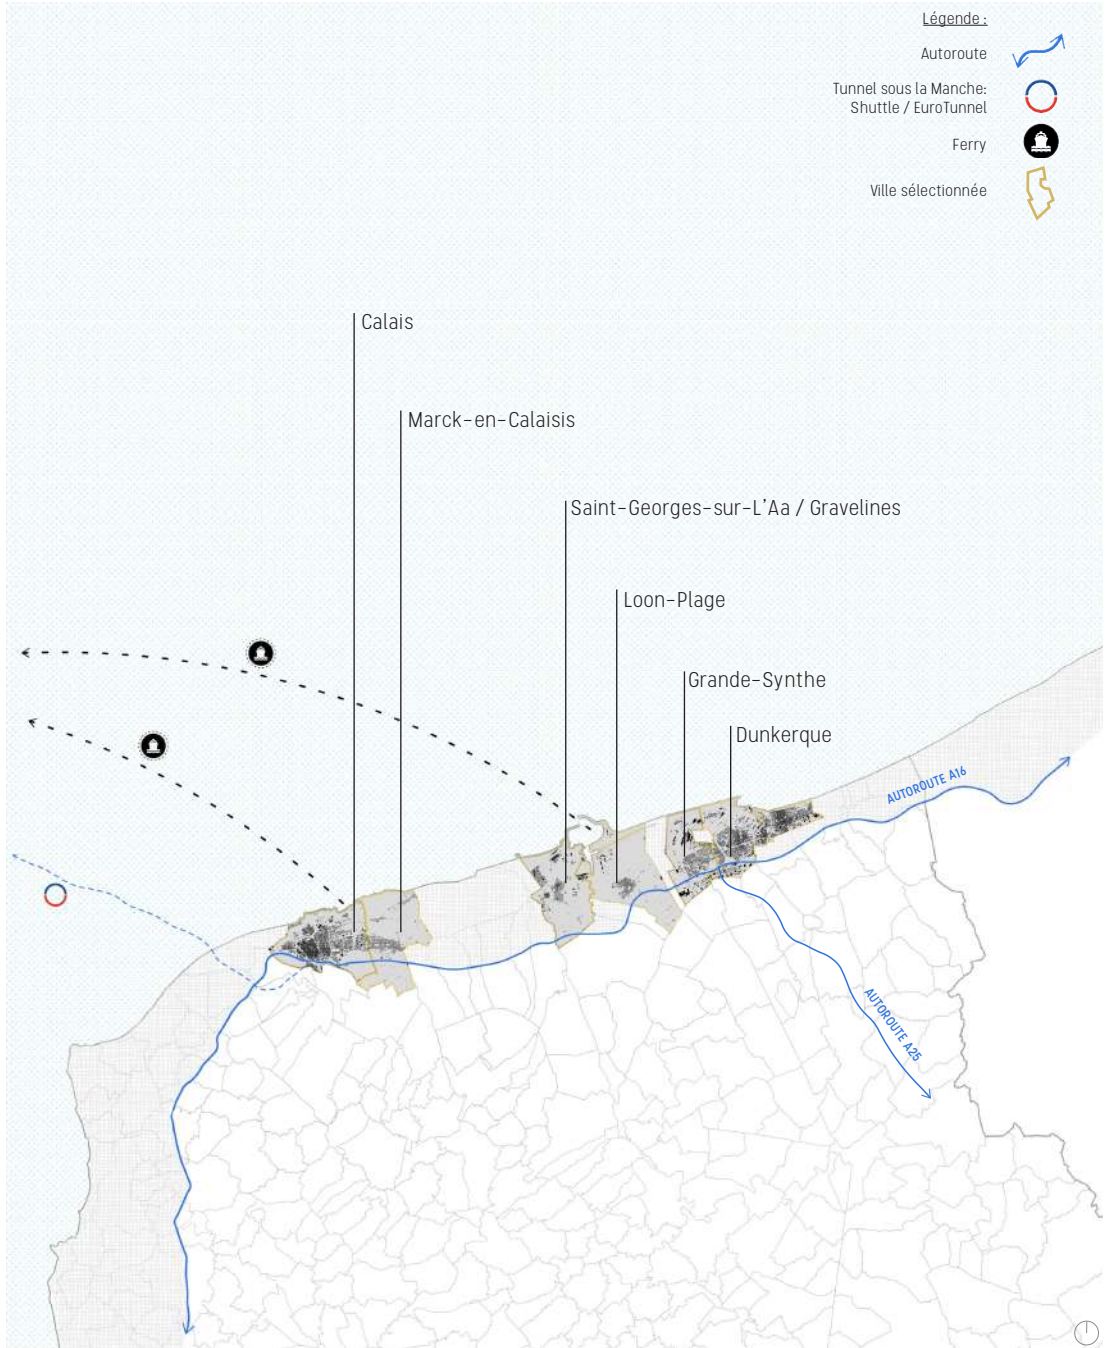 Légende :
Autoroute
Tunnel sous la Manche:
Shuttle / EuroTunnel
Ferry
Ville sélectionnée
Calais
Marck-en-Calaisis
Saint-Georges-sur-L'Aa / Gravelines
Loon-Plage
Grande-Synthe
Dunkerque
AUTOROUTE A16
AUTOROUTE A25